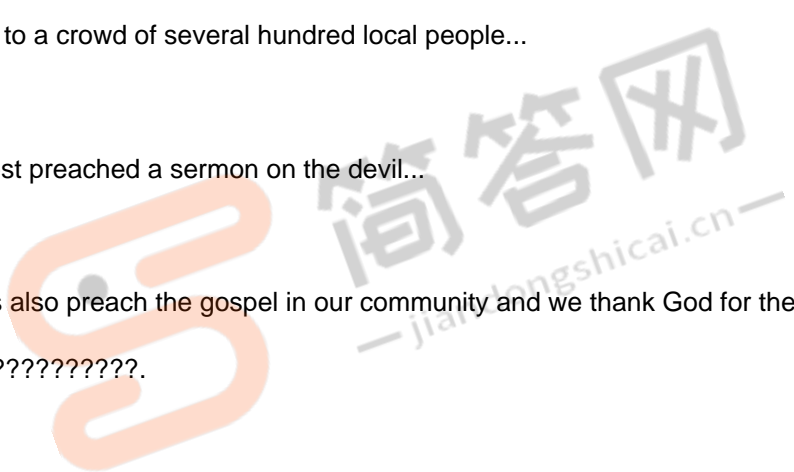 to a crowd of several hundred local people...
st preached a sermon on the devil...
简答网
jiandongshicai.cn
s also preach the gospel in our community and we thank God for the
??????????.